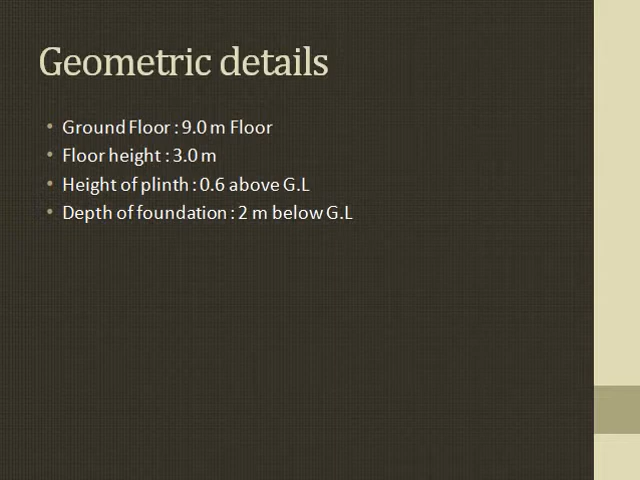 Geometric details
• Ground Floor : 9.0 m Floor
• Floor height : 3.0 m
• Height of plinth : 0.6 above G.L
• Depth of foundation : 2 m below G.L